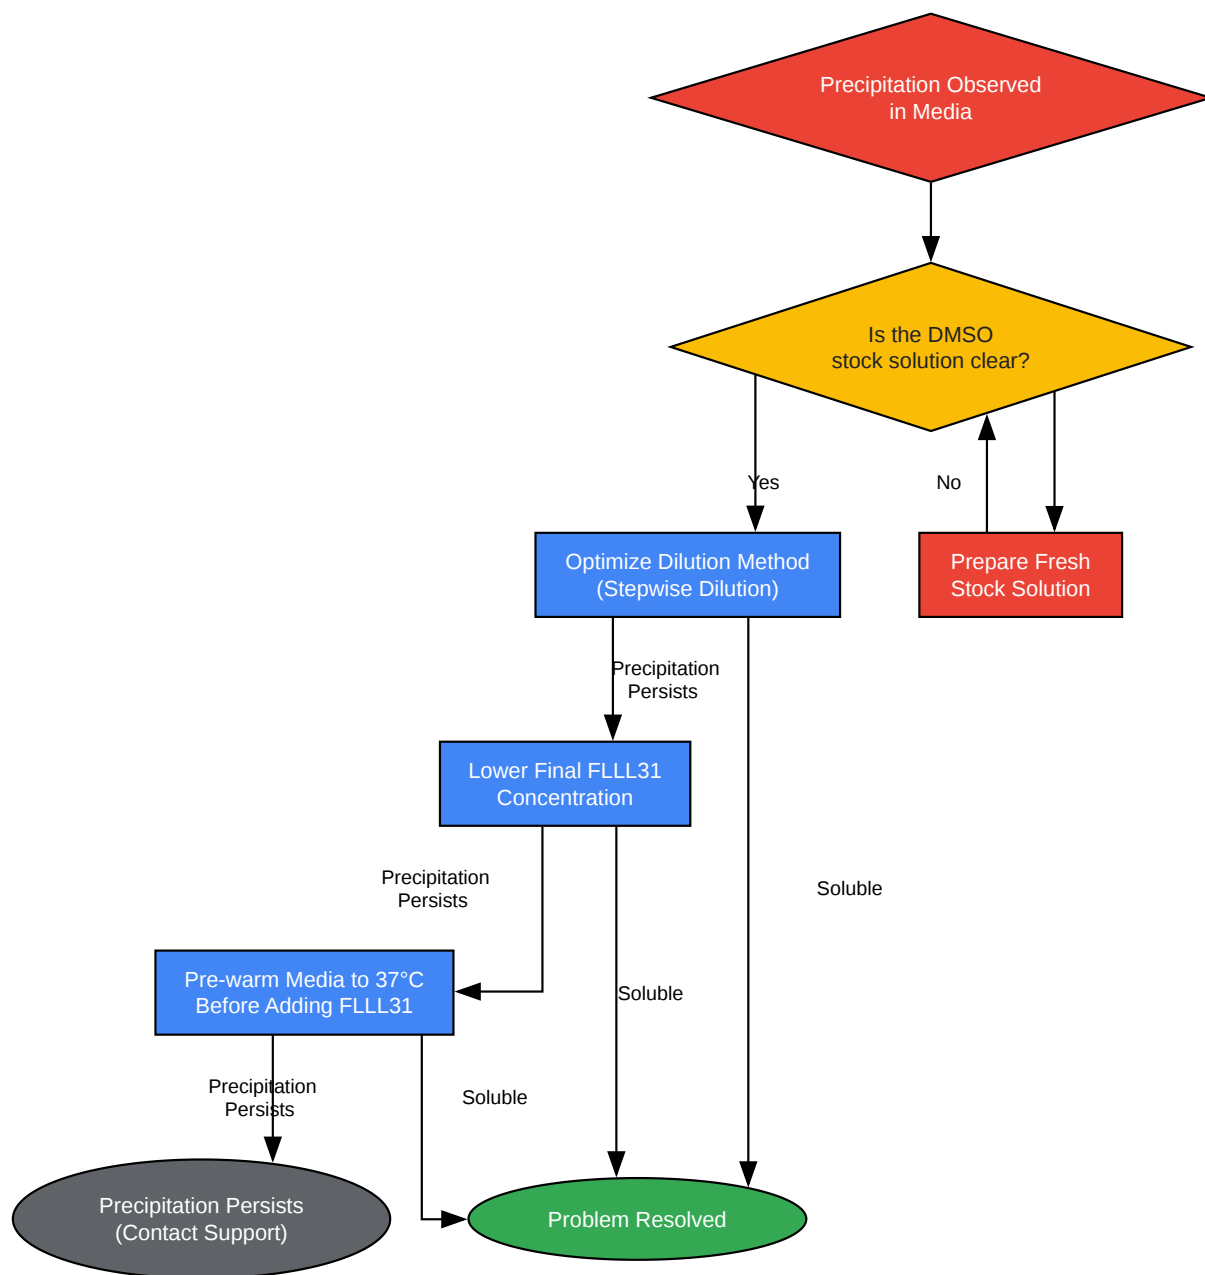 Precipitation Observed
in Media
Is the DMSO
stock solution clear?
Yes
No
Optimize Dilution Method
(Stepwise Dilution)
Prepare Fresh
Stock Solution
Precipitation
Persists
Lower Final FLLL31
Concentration
Precipitation
Persists
Soluble
Pre-warm Media to 37°C
Before Adding FLLL31
Soluble
Precipitation
Persists
Soluble
Precipitation Persists
(Contact Support)
Problem Resolved